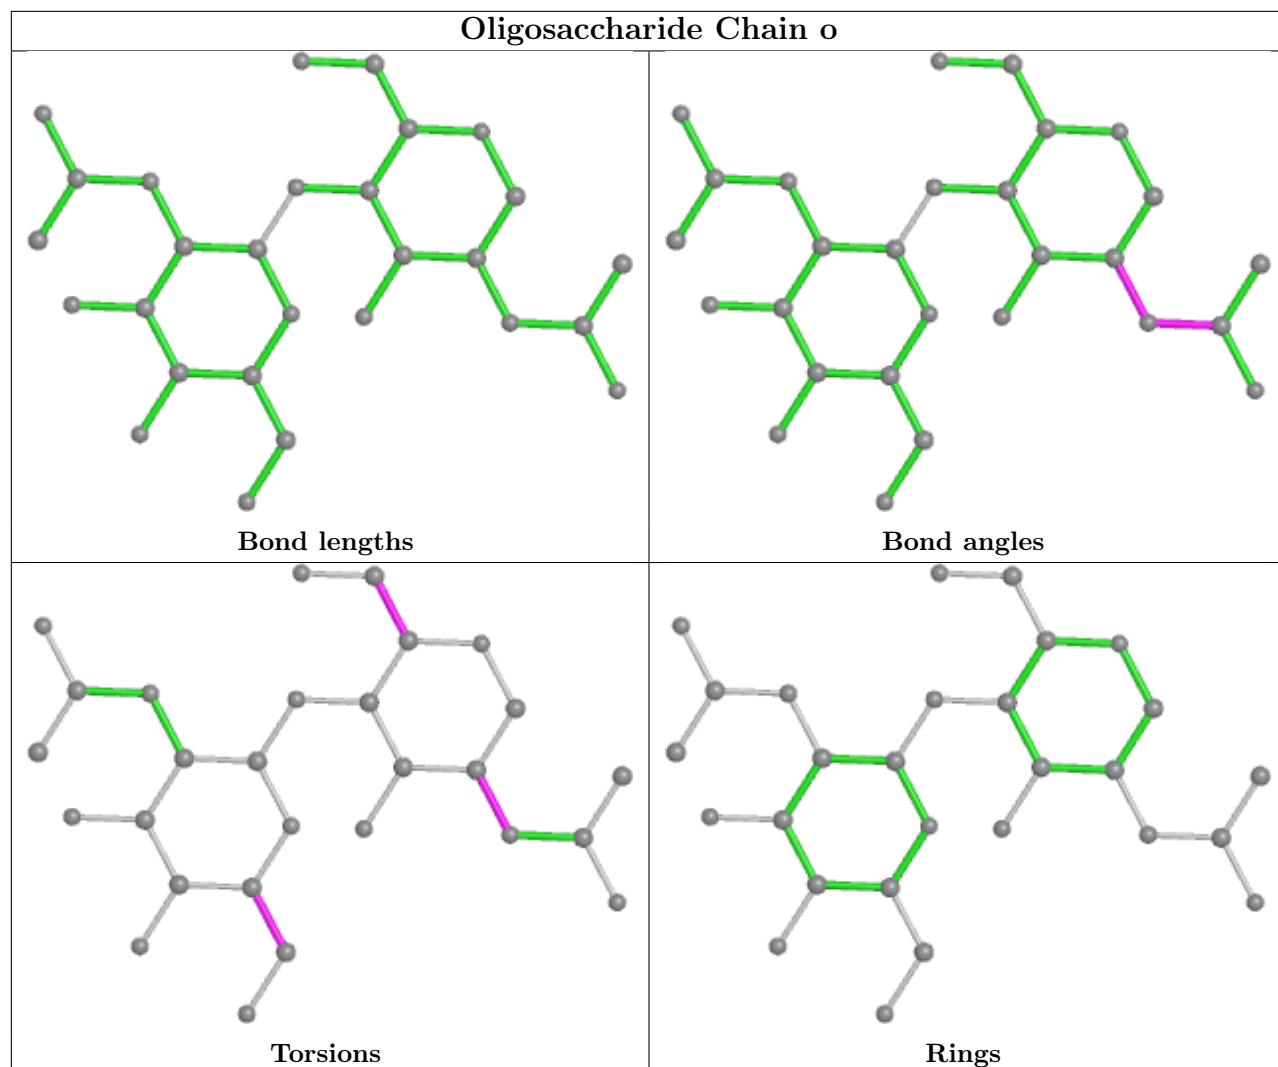 Oligosaccharide Chain o
Bond lengths
Bond angles
Torsions
Rings